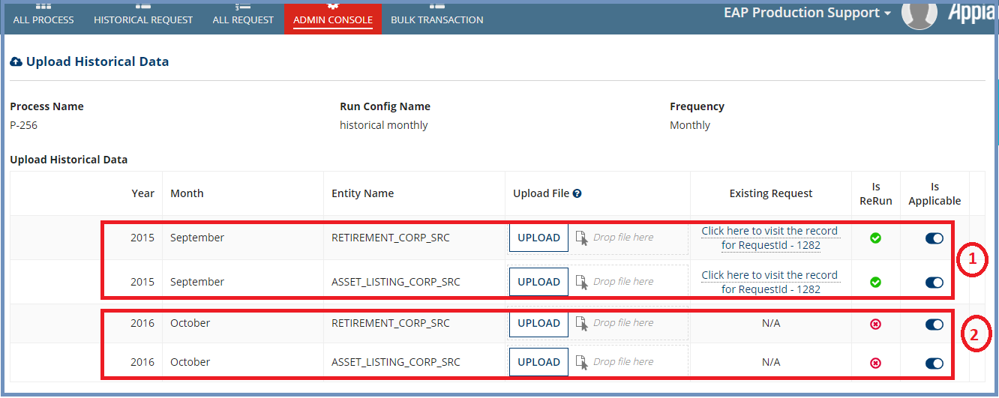 EAP Production Support
Appia
ALL PROCESS
HISTORICAL REQUEST
ALL REQUEST
ADMIN CONSOLE
BULK TRANSACTION
Upload Historical Data
Process Name
Run Config Name
Frequency
P-256
historical monthly
Monthly
Upload Historical Data
Year
Month
Entity Name
Upload File
Existing Request
Is
ReRun
Is
Applicable
2015
September
RETIREMENT_CORP_SRC
UPLOAD
Drop file here
Click here to visit the record
for RequestId - 1282
2015
September
ASSET_LISTING_CORP_SRC
UPLOAD
Drop file here
Click here to visit the record
for RequestId - 1282
1
2016
October
RETIREMENT_CORP_SRC
UPLOAD
Drop file here
N/A
2016
October
ASSET_LISTING_CORP_SRC
UPLOAD
Drop file here
N/A
2